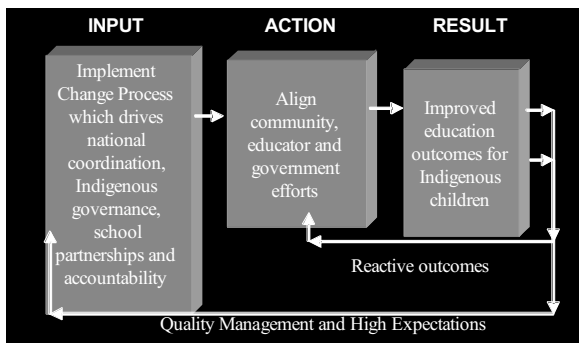 INPUT
ACTION
RESULT
Implement
Change Process
which drives
national
coordination,
Indigenous
governance,
school
partnerships and
accountability
Align
community,
educator and
government
efforts
Improved
education
outcomes for
Indigenous
children
Reactive outcomes
Quality Management and High Expectations